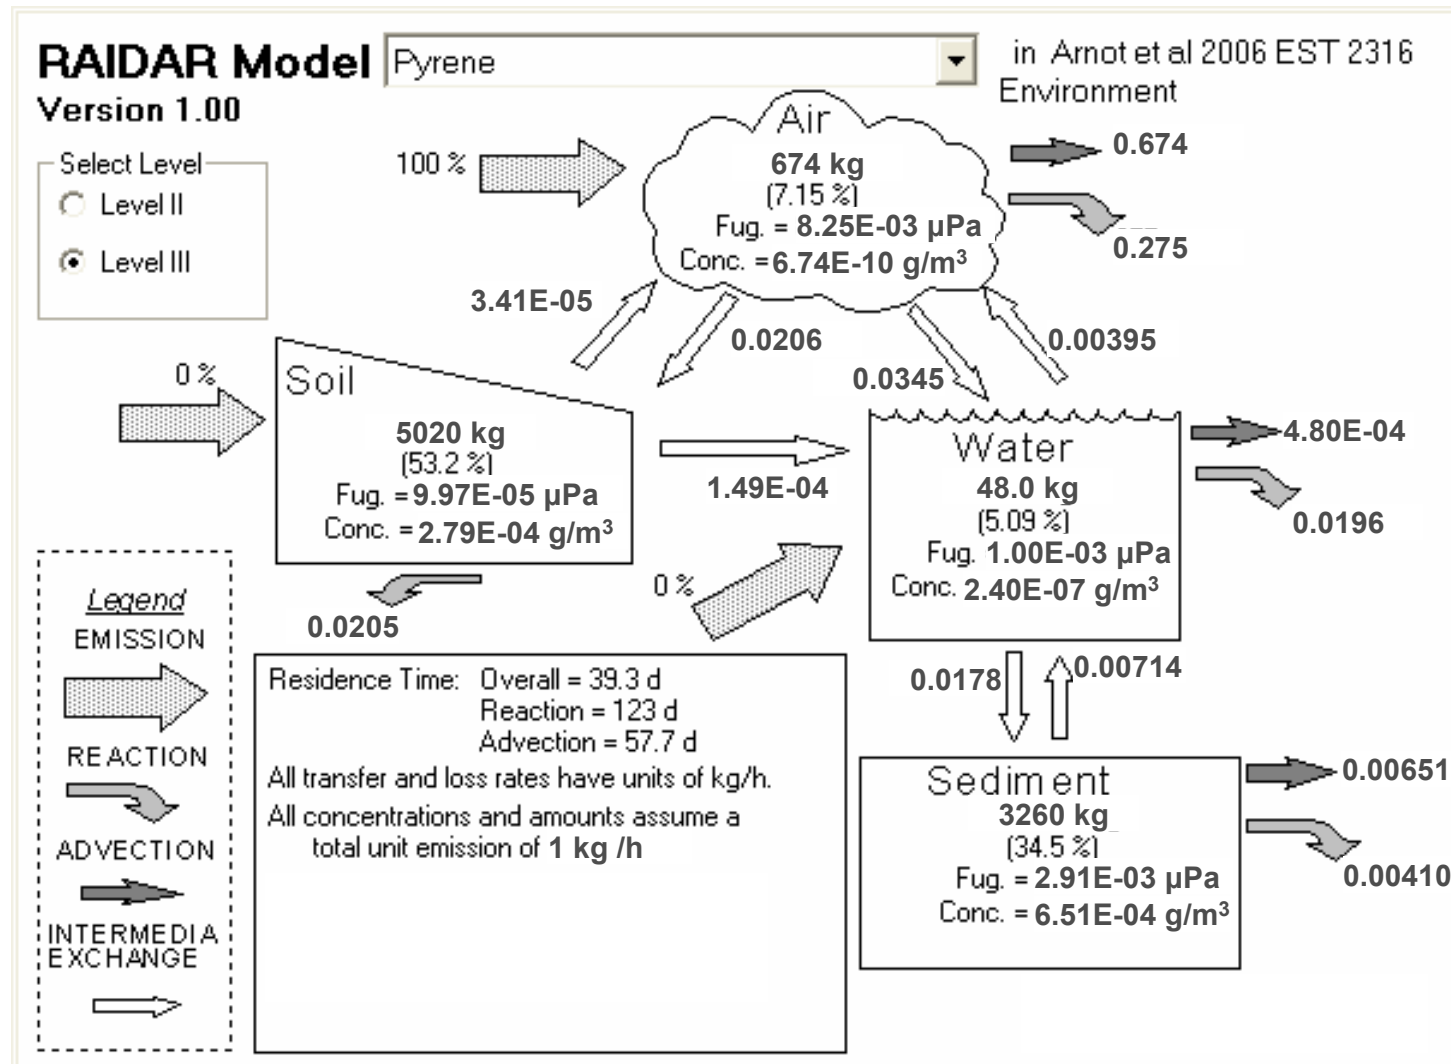 RAIDAR Model
Pyrene
in Arnot et al 2006 EST 2316
Environment
Version 1.00
Select Level
Level II
Level III
100 %
Air
674 kg
(7.15 %)
Fug. = 8.25E-03 µPa
Conc. = 6.74E-10 g/m³
0.674
0.275
3.41E-05
0.0206
0.0345
0.00395
0 %
Soil
5020 kg
(53.2 %)
Fug. = 9.97E-05 µPa
Conc. = 2.79E-04 g/m³
0.0205
1.49E-04
Water
48.0 kg
(5.09 %)
Fug. 1.00E-03 µPa
Conc. 2.40E-07 g/m³
4.80E-04
0.0196
0 %
0.0178
0.00714
Legend
EMISSION
REACTION
ADVECTION
INTERMEDIA
EXCHANGE
Residence Time: Overall = 39.3 d
Reaction = 123 d
Advection = 57.7 d
All transfer and loss rates have units of kg/h.
All concentrations and amounts assume a
total unit emission of 1 kg /h
Sediment
3260 kg
(34.5 %)
Fug. = 2.91E-03 µPa
Conc. = 6.51E-04 g/m³
0.00651
0.00410